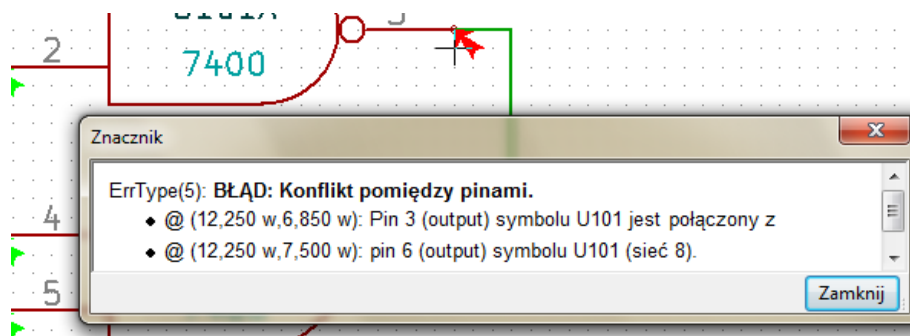 3
2
7400
Znacznik
ErrType(5): BŁĄD: Konflikt pomiędzy pinami.
@ (12,250 w,6,850 w): Pin 3 (output) symbolu U101 jest połączony z
@ (12,250 w,7,500 w): pin 6 (output) symbolu U101 (sieć 8).
4
5
Zamknij